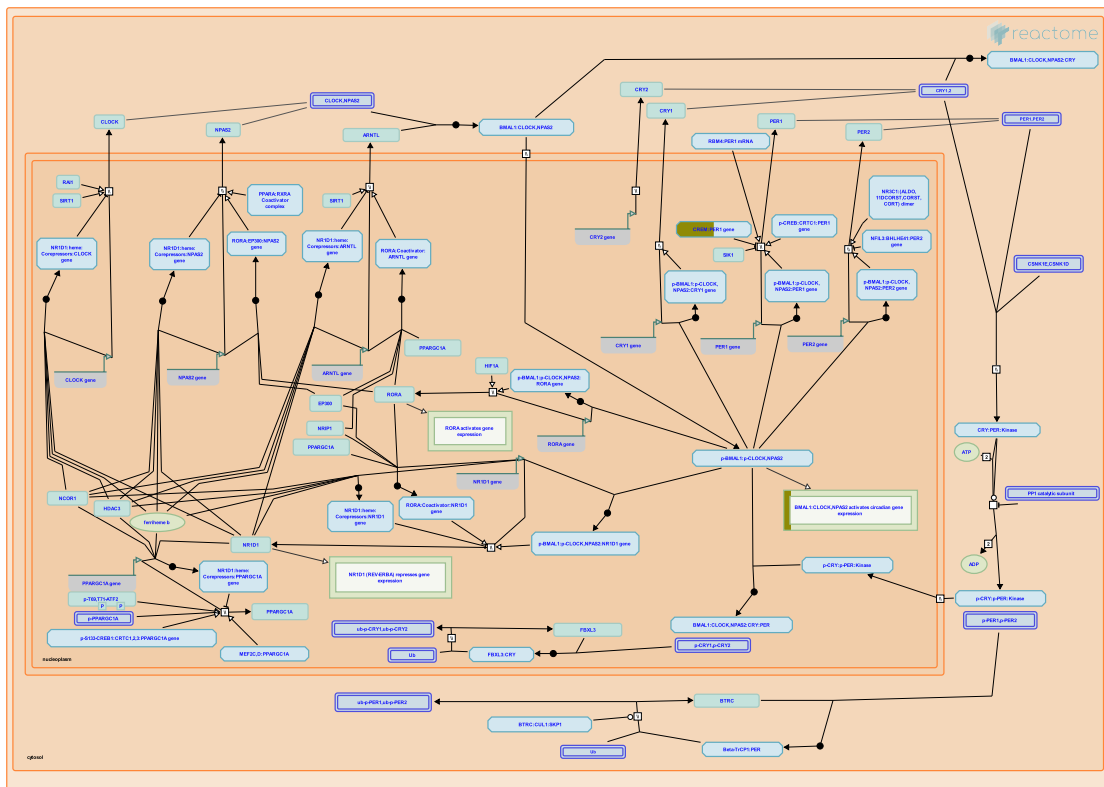 reactome
BMAL1:CLOCK,NPAS2:CRY
CLOCK,NPAS2
CRY2
CRY1,2
CRY1
CLOCK
NPAS2
ARNTL
BMAL1:CLOCK,NPAS2
PER1
PER1,PER2
PER2
RBM4:PER1 mRNA
RAI1
SIRT1
PPARA:RXRA
Coactivator
complex
SIRT1
NR3C1:(ALDO,
11DCORST,CORST,
CORT) dimer
CREM:PER1 gene
p-CREB:CRTC1:PER1
gene
NFIL3:BHLHE41:PER2
gene
CRY2 gene
SIK1
NR1D1:heme:
Corepressors:CLOCK
gene
NR1D1:heme:
Corepressors:NPAS2
gene
RORA:EP300:NPAS2
gene
NR1D1:heme:
Corepressors:ARNTL
gene
RORA:Coactivator:
ARNTL gene
CSNK1E,CSNK1D
p-BMAL1:p-CLOCK,
NPAS2:CRY1 gene
p-BMAL1:p-CLOCK,
NPAS2:PER1 gene
p-BMAL1:p-CLOCK,
NPAS2:PER2 gene
CRY1 gene
PER1 gene
PER2 gene
CLOCK gene
NPAS2 gene
ARNTL gene
PPARGC1A
HIF1A
p-BMAL1:p-CLOCK,NPAS2:
RORA gene
RORA
EP300
NRIP1
PPARGC1A
RORA activates gene
expression
RORA gene
CRY:PER:Kinase
ATP
2
p-BMAL1:p-CLOCK,NPAS2
NR1D1 gene
PP1 catalytic subunit
NCOR1
HDAC3
ferriheme b
NR1D1:heme:
Corepressors:NR1D1
gene
RORA:Coactivator:NR1D1
gene
BMAL1:CLOCK,NPAS2 activates circadian gene
expression
NR1D1
p-BMAL1:p-CLOCK,NPAS2:NR1D1 gene
2
ADP
PPARGC1A gene
NR1D1:heme:
Corepressors:PPARGC1A
gene
NR1D1 (REV-ERBA) represses gene
expression
p-CRY:p-PER:Kinase
p-CRY:p-PER:Kinase
p-T69,T71-ATF2
P P
p-PPARGC1A
PPARGC1A
p-PER1,p-PER2
p-S133-CREB1:CRTC1,2,3:PPARGC1A gene
MEF2C,D:PPARGC1A
ub-p-CRY1,ub-p-CRY2
FBXL3
BMAL1:CLOCK,NPAS2:CRY:PER
Ub
FBXL3:CRY
p-CRY1,p-CRY2
nucleoplasm
ub-p-PER1,ub-p-PER2
BTRC
BTRC:CUL1:SKP1
Ub
Beta-TrCP1:PER
cytosol